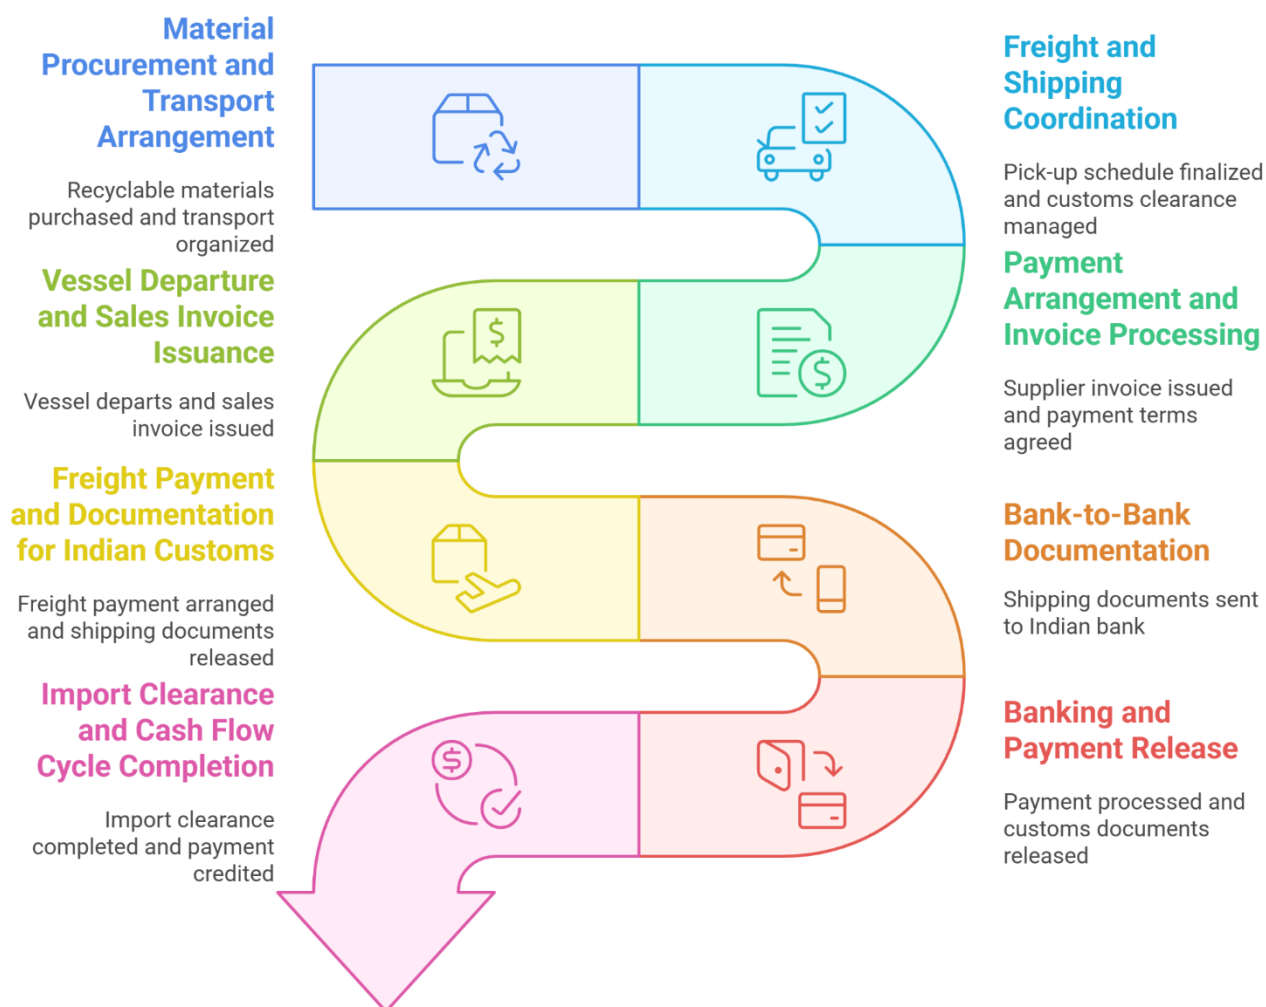 Material
Procurement and
Transport
Arrangement
Recyclable materials
purchased and transport
organized
Freight and
Shipping
Coordination
Pick-up schedule finalized
and customs clearance
managed
Payment
Arrangement and
Invoice Processing
Supplier invoice issued
and payment terms
agreed
Vessel Departure
and Sales Invoice
Issuance
Vessel departs and sales
invoice issued
Freight Payment
and Documentation
for Indian Customs
Freight payment arranged
and shipping documents
released
Bank-to-Bank
Documentation
Shipping documents sent
to Indian bank
Banking and
Payment Release
Payment processed and
customs documents
released
Import Clearance
and Cash Flow
Cycle Completion
Import clearance
completed and payment
credited